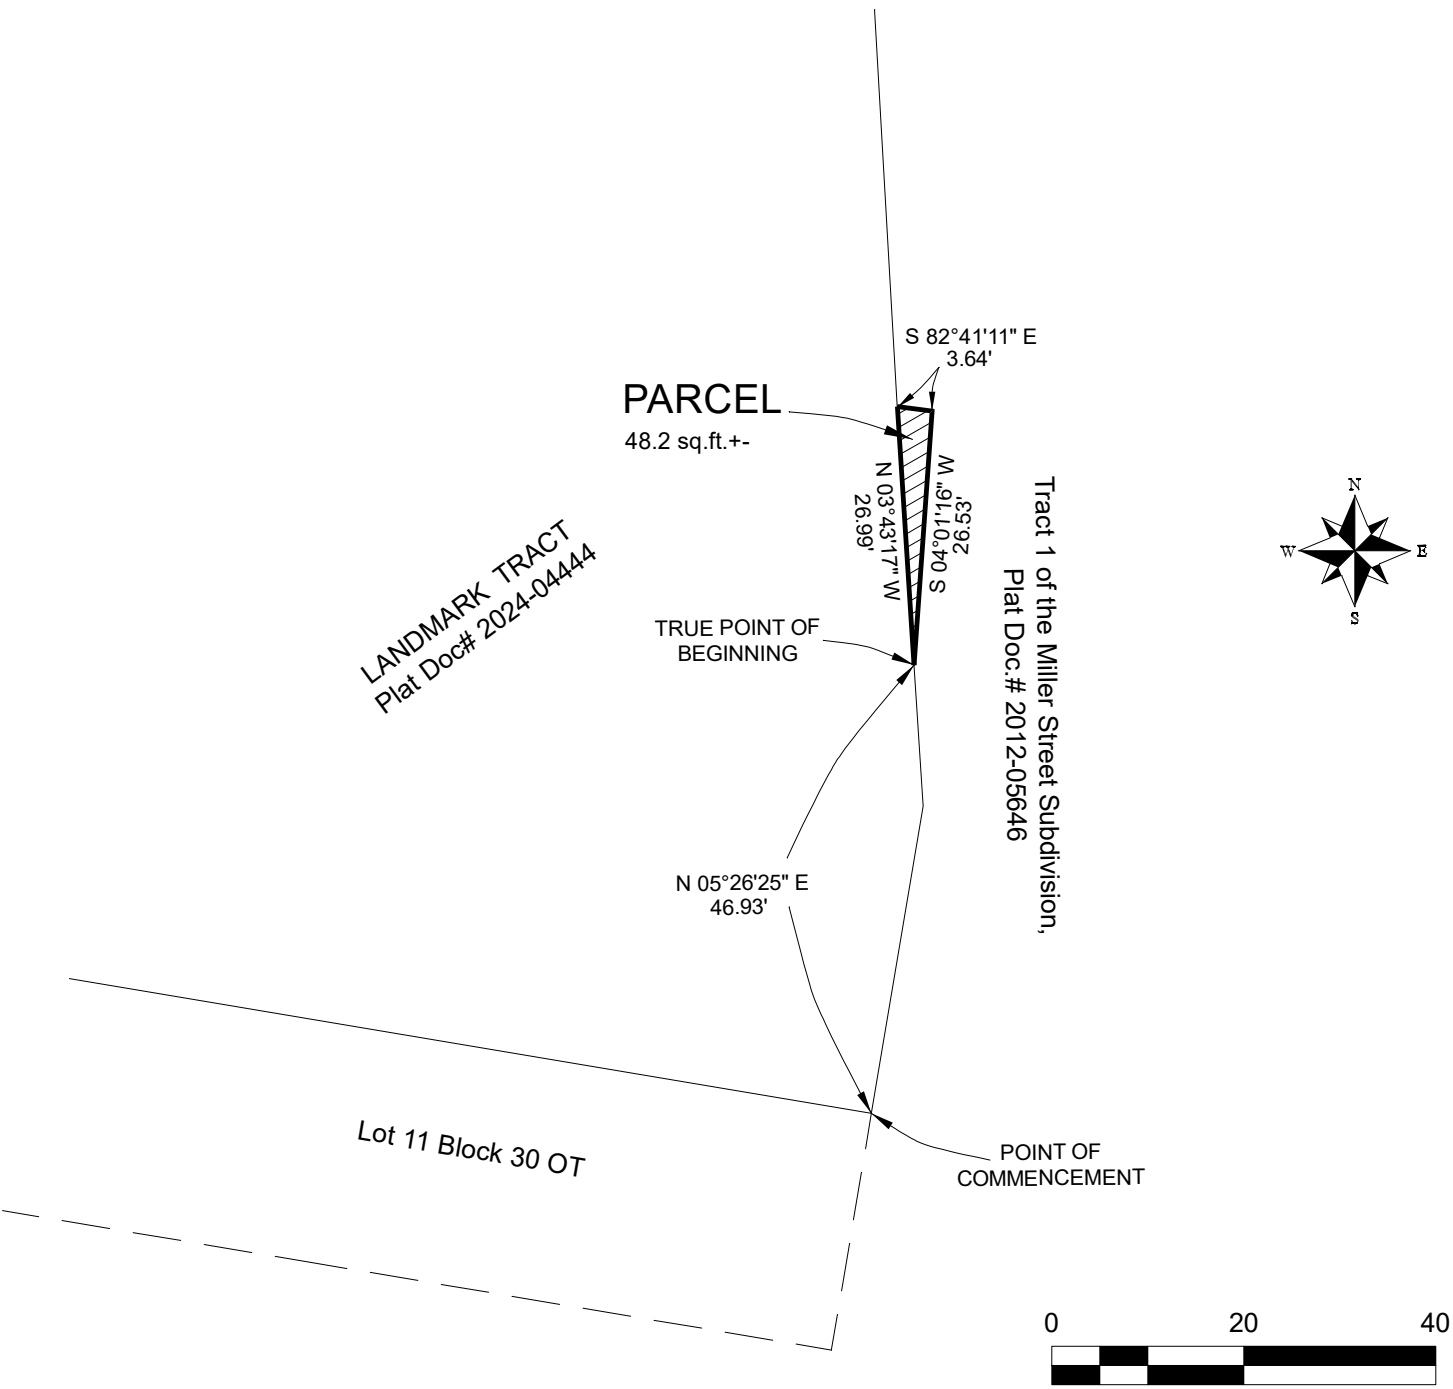 S 82°41'11" E
3.64'
PARCEL
48.2 sq.ft.+-
N 03°43'17" W
26.99'
S 04°01'16" W
26.53'
Tract 1 of the Miller Street Subdivision,
Plat Doc.# 2012-05646
N
W
E
S
LANDMARK TRACT
Plat Doc# 2024-04444
TRUE POINT OF
BEGINNING
N 05°26'25" E
46.93'
Lot 11 Block 30 OT
POINT OF
COMMENCEMENT
0 20 40